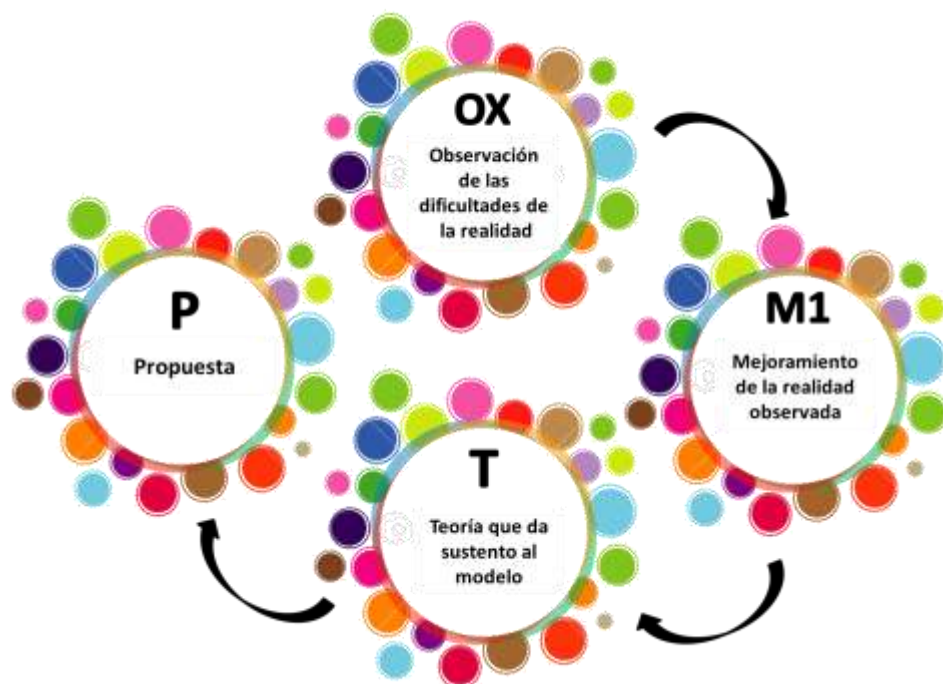 OX
Observación
de las
dificultades de
la realidad
M1
Mejoramiento
de la realidad
observada
T
Teoría que da
sustento al
modelo
P
Propuesta